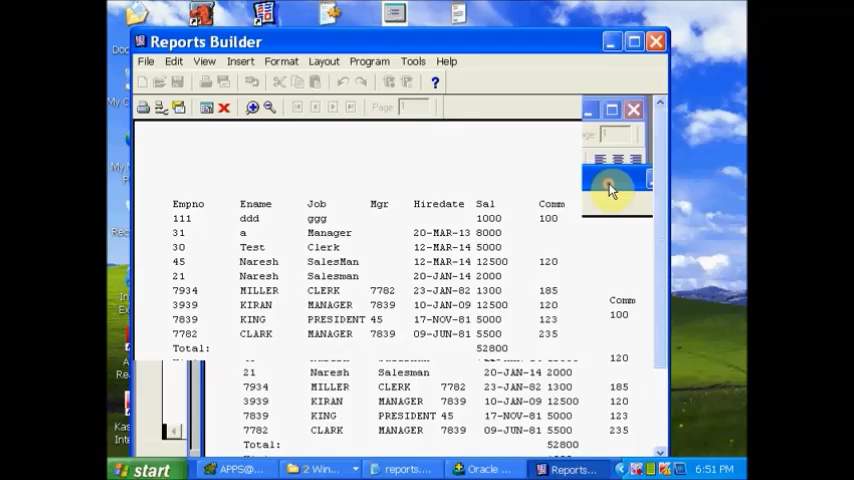 Reports Builder
File Edit View Insert Format Layout Program Tools Help
Page: 1
Empno Ename Job Mgr Hiredate Sal Comm
111 ddd ggg 1000 100
31 a Manager 20-MAR-13 8000
30 Test Clerk 12-MAR-14 5000
45 Naresh SalesMan 12-MAR-14 12500 120
21 Naresh Salesman 20-JAN-14 2000
7934 MILLER CLERK 7782 23-JAN-82 1300 185
3939 KIRAN MANAGER 7839 10-JAN-09 12500 120
7839 KING PRESIDENT 45 17-NOV-81 5000 123
7782 CLARK MANAGER 7839 09-JUN-81 5500 235
Total: 52800
Comm
100
120
21 Naresh Salesman 20-JAN-14 2000
7934 MILLER CLERK 7782 23-JAN-82 1300 185
3939 KIRAN MANAGER 7839 10-JAN-09 12500 120
7839 KING PRESIDENT 45 17-NOV-81 5000 123
7782 CLARK MANAGER 7839 09-JUN-81 5500 235
Total: 52800
start APPS@... 2 Win... reports.... Oracle ... Reports... 6:51 PM